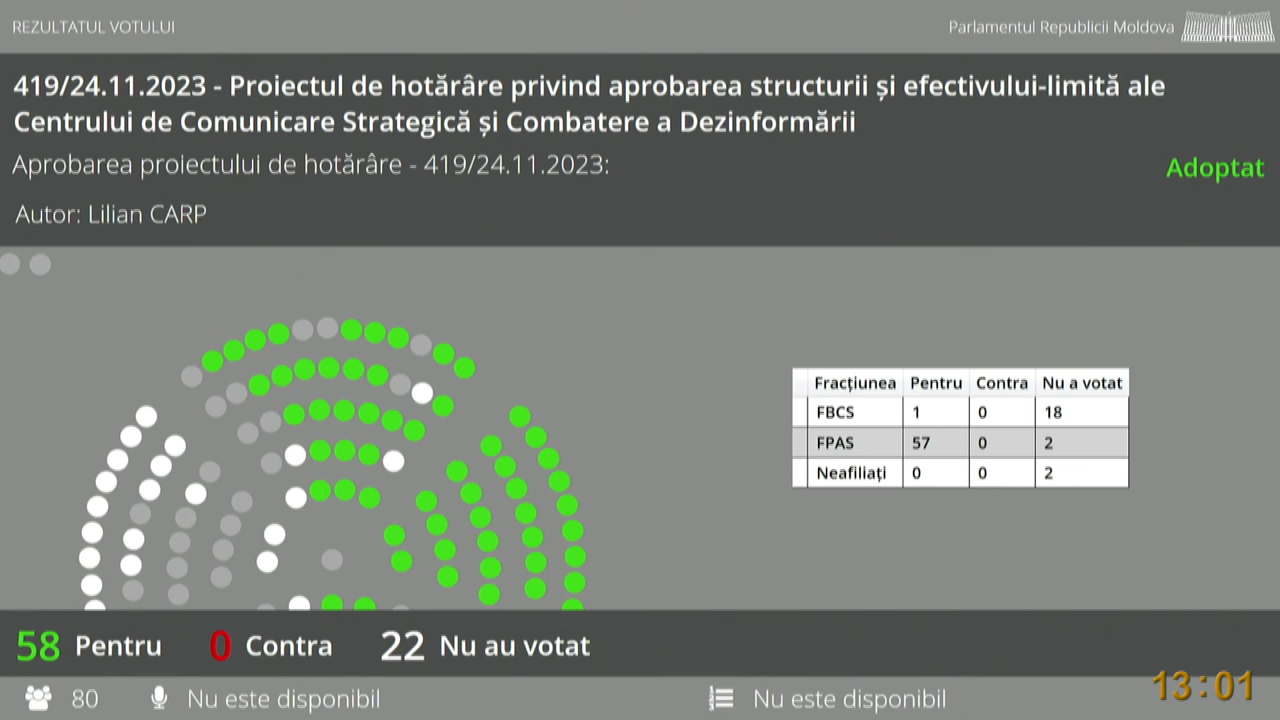 REZULTATUL VOTULUI
Parlamentul Republicii Moldova
419/24.11.2023 - Proiectul de hotărâre privind aprobarea structurii și efectivului-limită ale
Centrului de Comunicare Strategică și Combatere a Dezinformării
Aprobarea proiectului de hotărâre - 419/24.11.2023:
Adoptat
Autor: Lilian CARP
Fracțiunea Pentru Contra Nu a votat
FBCS 1 0 18
FPAS 57 0 2
Neafiliați 0 0 2
58 Pentru 0 Contra 22 Nu au votat
80 Nu este disponibil Nu este disponibil
13:01